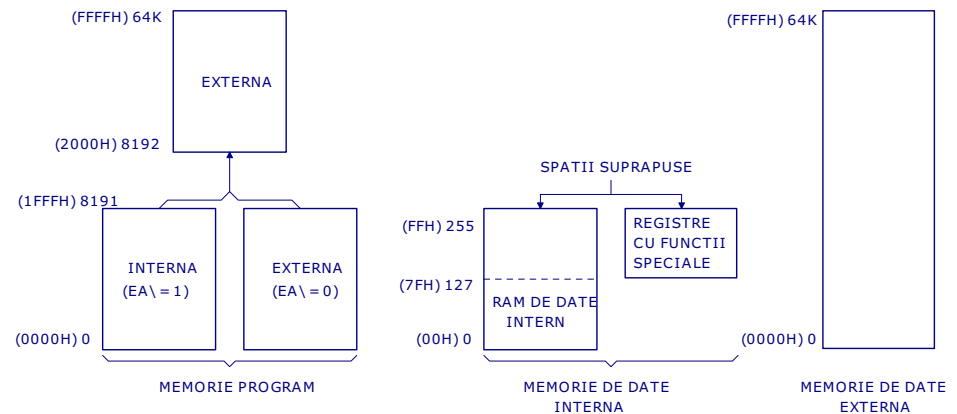 (FFFFH) 64K
EXTERNA
(2000H) 8192
(1FFFH) 8191
INTERNA
(EA\ = 1)
EXTERNA
(EA\ = 0)
(0000H) 0
MEMORIE PROGRAM
SPATII SUPRAPUSE
(FFH) 255
(7FH) 127
RAM DE DATE
INTERN
(00H) 0
REGISTRE
CU FUNCTII
SPECIALE
MEMORIE DE DATE
INTERNA
(FFFFH) 64K
(0000H) 0
MEMORIE DE DATE
EXTERNA